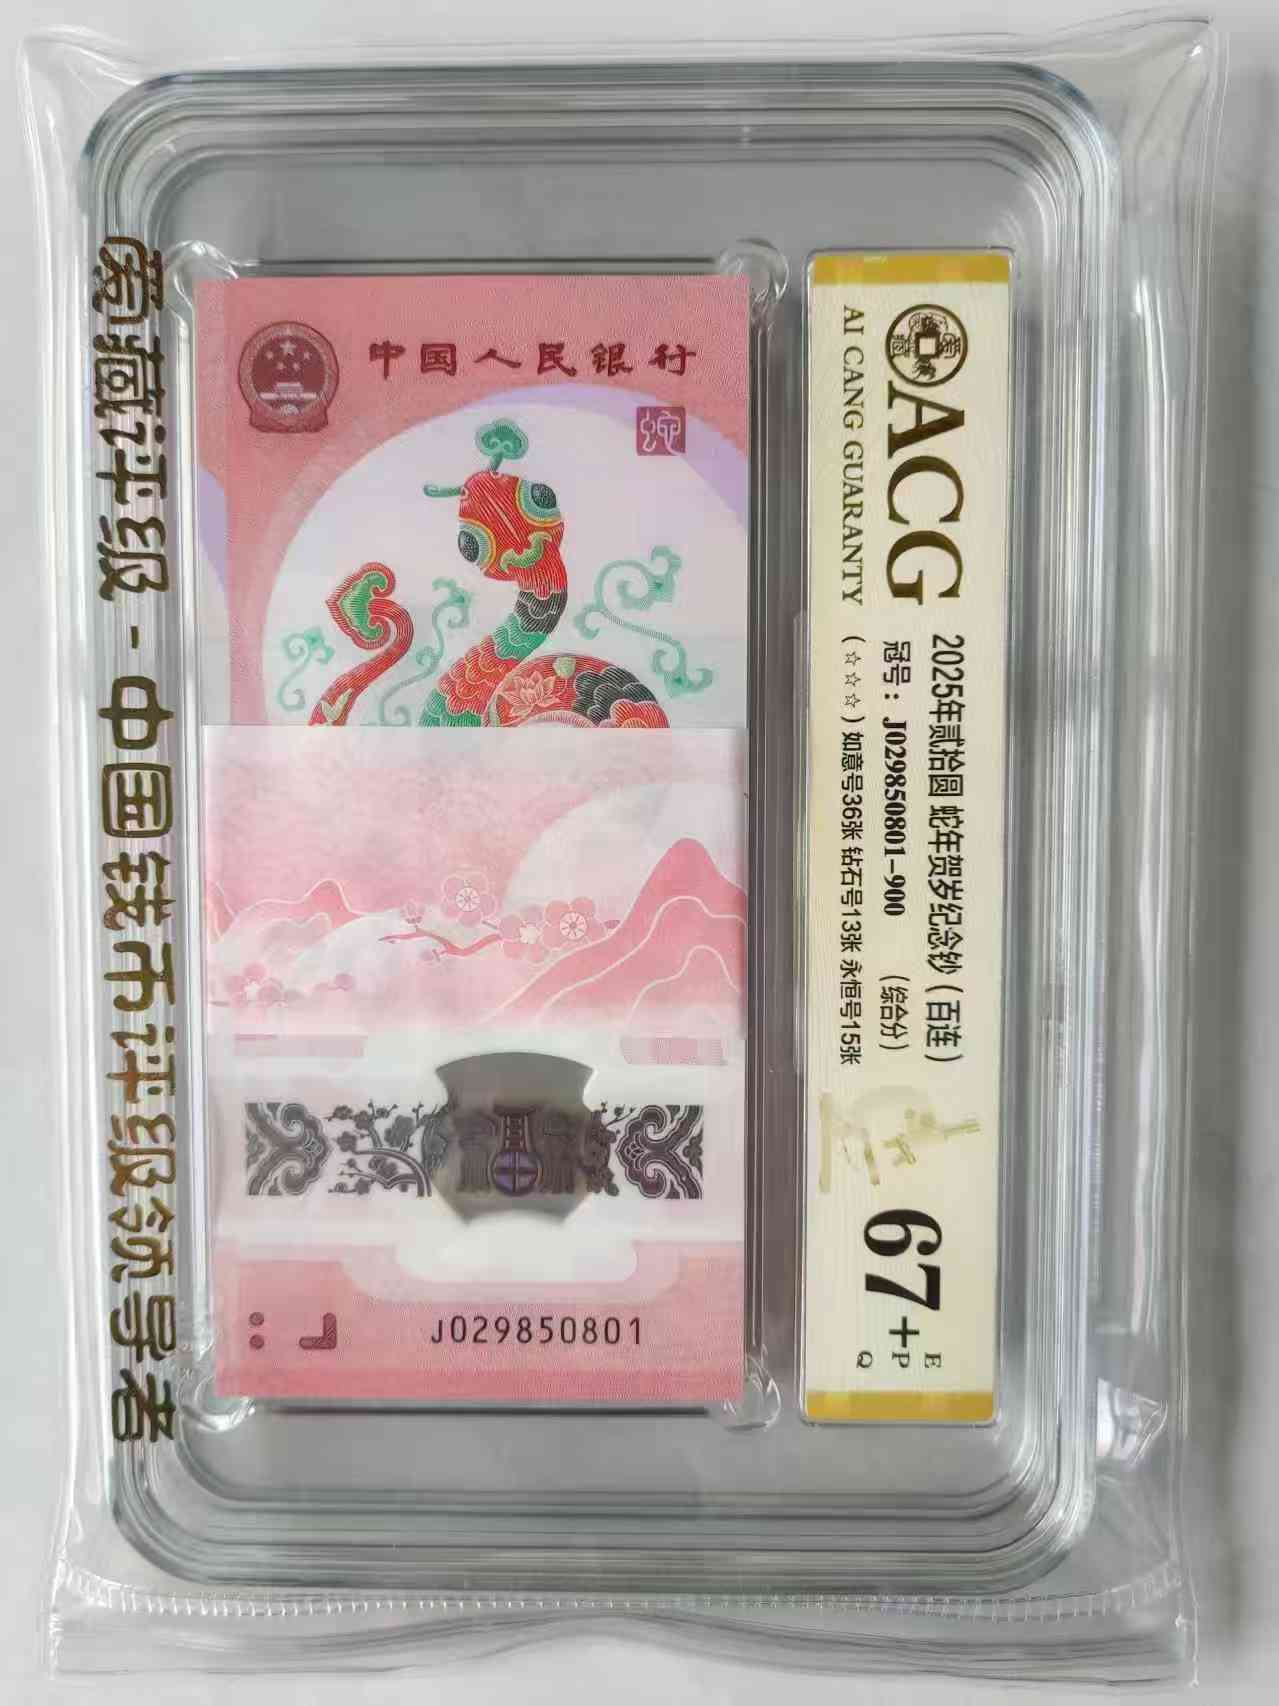 爱藏评级 - 中国钱币评级领导者
中国人民银行
蛇
J029850801
ACG
AI CANG GUARANTY
2025年贰拾圆 蛇年贺岁纪念钞(百连)
冠号:J029850801-900 (综合分)
(☆☆☆)如意号36张 钻石号13张 永恒号15张
67+
E
P
Q